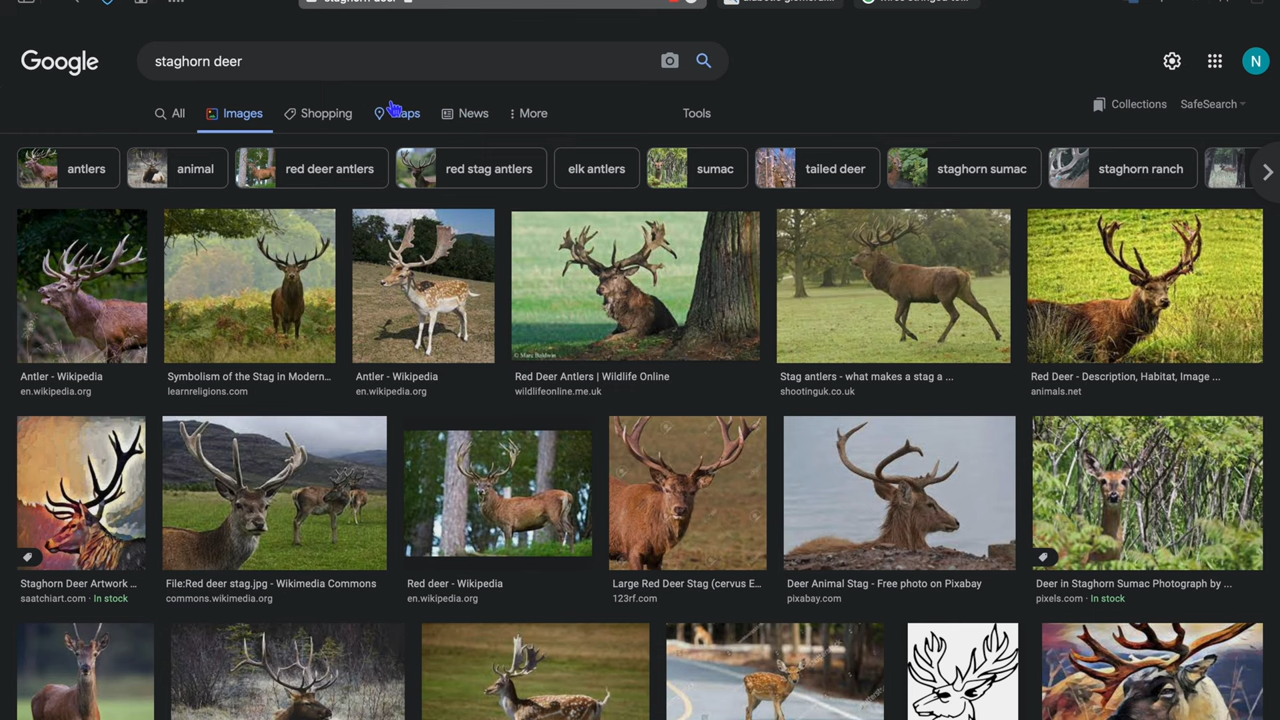 Google
staghorn deer
N
All Images Shopping Maps News More Tools
Collections SafeSearch
antlers animal red deer antlers red stag antlers elk antlers sumac tailed deer staghorn sumac staghorn ranch
© Marc Baldwin
Antler - Wikipedia
en.wikipedia.org
Symbolism of the Stag in Modern...
learnreligions.com
Antler - Wikipedia
en.wikipedia.org
Red Deer Antlers | Wildlife Online
wildlifeonline.me.uk
Stag antlers - what makes a stag a ...
shootinguk.co.uk
Red Deer - Description, Habitat, Image ...
animals.net
Staghorn Deer Artwork ...
saatchiart.com · In stock
File:Red deer stag.jpg - Wikimedia Commons
commons.wikimedia.org
Red deer - Wikipedia
en.wikipedia.org
Large Red Deer Stag (cervus E...
123rf.com
Deer Animal Stag - Free photo on Pixabay
pixabay.com
Deer in Staghorn Sumac Photograph by ...
pixels.com · In stock